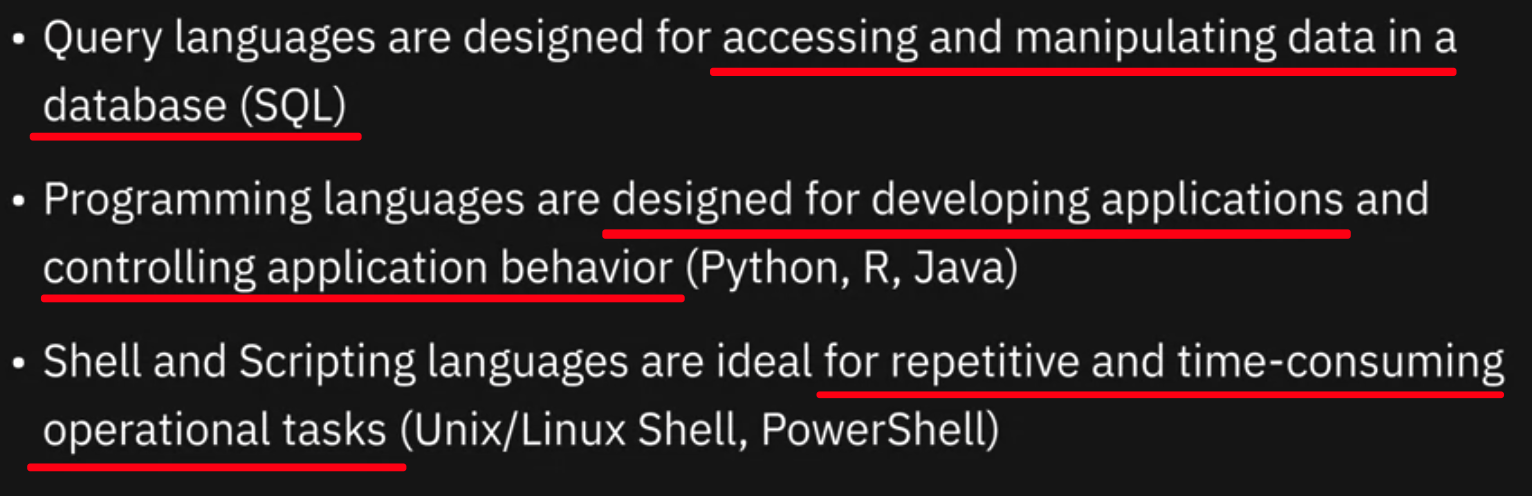 • Query languages are designed for accessing and manipulating data in a
database (SQL)
• Programming languages are designed for developing applications and
controlling application behavior (Python, R, Java)
• Shell and Scripting languages are ideal for repetitive and time-consuming
operational tasks (Unix/Linux Shell, PowerShell)